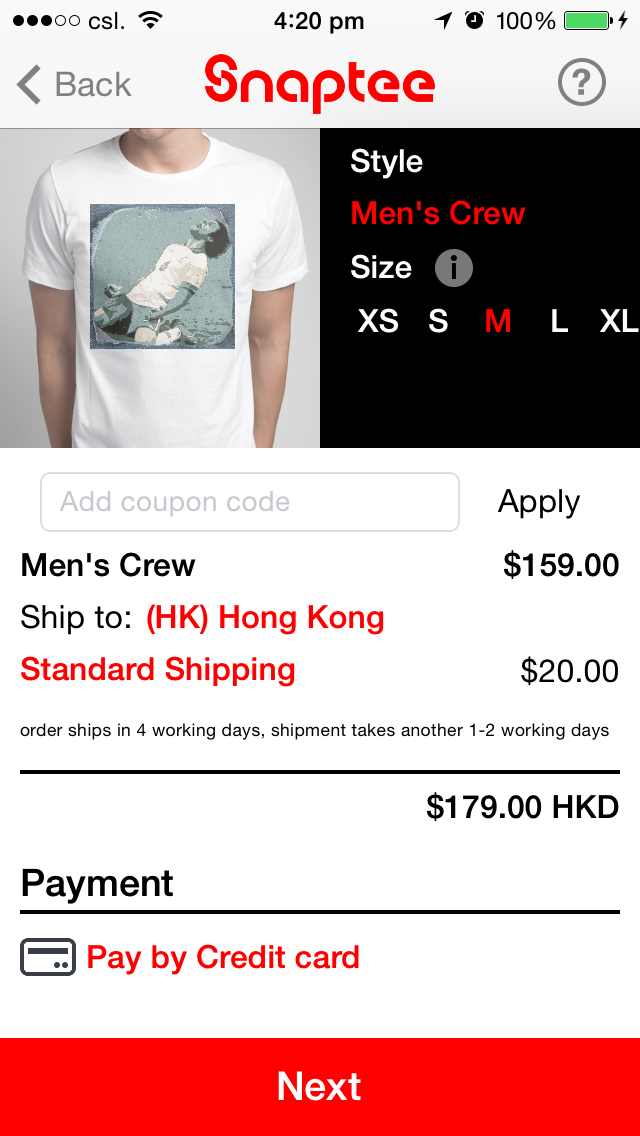 csl. 4:20 pm 100%
Back Snaptee ?
Style
Men's Crew
Size i
XS S M L XL
Add coupon code Apply
Men's Crew $159.00
Ship to: (HK) Hong Kong
Standard Shipping $20.00
order ships in 4 working days, shipment takes another 1-2 working days
$179.00 HKD
Payment
Pay by Credit card
Next